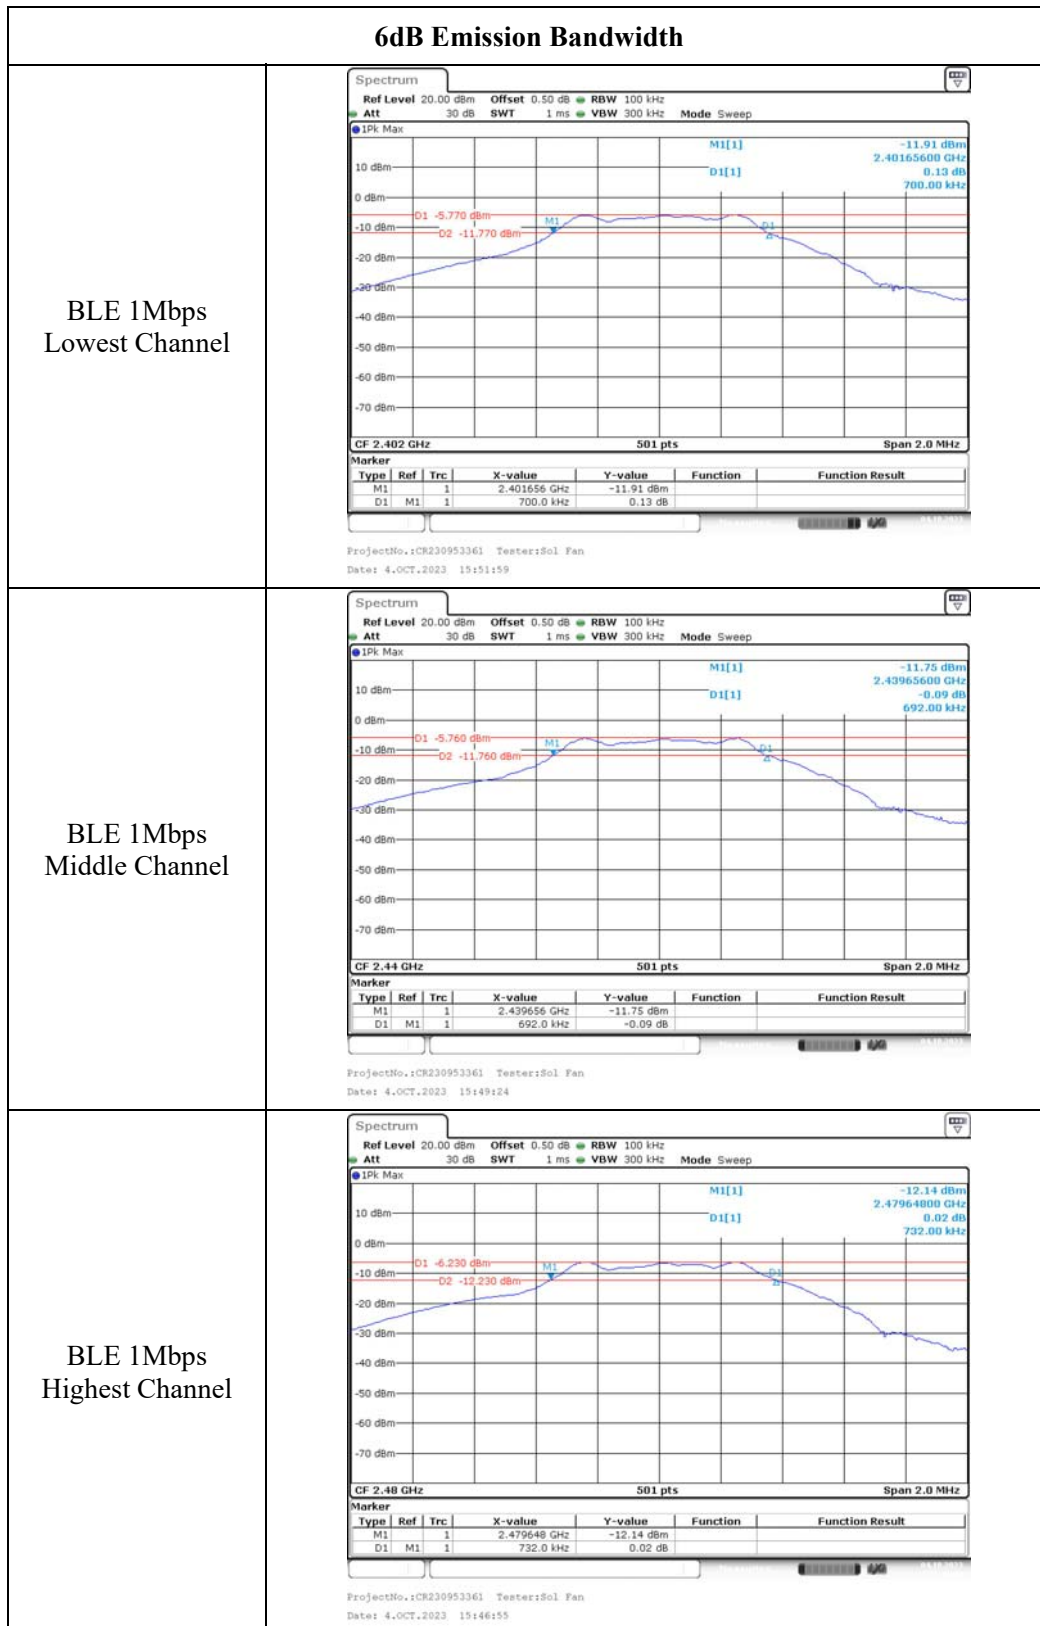 6dB Emission Bandwidth
BLE 1Mbps
Lowest Channel
Spectrum
Ref Level 20.00 dBm Offset 0.50 dB RBW 100 kHz
Att 30 dB SWT 1 ms VBW 300 kHz Mode Sweep
1Pk Max
M1[1] -11.91 dBm
2.40165600 GHz
10 dBm
D1[1] 0.13 dB
700.00 kHz
0 dBm
D1 -5.770 dBm
M1
D1
-10 dBm
D2 -11.770 dBm
-20 dBm
-30 dBm
-40 dBm
-50 dBm
-60 dBm
-70 dBm
CF 2.402 GHz 501 pts Span 2.0 MHz
Marker
Type Ref Trc X-value Y-value Function Function Result
M1 1 2.401656 GHz -11.91 dBm
D1 M1 1 700.0 kHz 0.13 dB
ProjectNo.:CR230953361 Tester:Sol Fan
Date: 4.OCT.2023 15:51:59
BLE 1Mbps
Middle Channel
Spectrum
Ref Level 20.00 dBm Offset 0.50 dB RBW 100 kHz
Att 30 dB SWT 1 ms VBW 300 kHz Mode Sweep
1Pk Max
M1[1] -11.75 dBm
2.43965600 GHz
10 dBm
D1[1] -0.09 dB
692.00 kHz
0 dBm
D1 -5.760 dBm
M1
D1
-10 dBm
D2 -11.760 dBm
-20 dBm
-30 dBm
-40 dBm
-50 dBm
-60 dBm
-70 dBm
CF 2.44 GHz 501 pts Span 2.0 MHz
Marker
Type Ref Trc X-value Y-value Function Function Result
M1 1 2.439656 GHz -11.75 dBm
D1 M1 1 692.0 kHz -0.09 dB
ProjectNo.:CR230953361 Tester:Sol Fan
Date: 4.OCT.2023 15:49:24
BLE 1Mbps
Highest Channel
Spectrum
Ref Level 20.00 dBm Offset 0.50 dB RBW 100 kHz
Att 30 dB SWT 1 ms VBW 300 kHz Mode Sweep
1Pk Max
M1[1] -12.14 dBm
2.47964800 GHz
10 dBm
D1[1] 0.02 dB
732.00 kHz
0 dBm
D1 -6.230 dBm
M1
D1
-10 dBm
D2 -12.230 dBm
-20 dBm
-30 dBm
-40 dBm
-50 dBm
-60 dBm
-70 dBm
CF 2.48 GHz 501 pts Span 2.0 MHz
Marker
Type Ref Trc X-value Y-value Function Function Result
M1 1 2.479648 GHz -12.14 dBm
D1 M1 1 732.0 kHz 0.02 dB
ProjectNo.:CR230953361 Tester:Sol Fan
Date: 4.OCT.2023 15:46:55